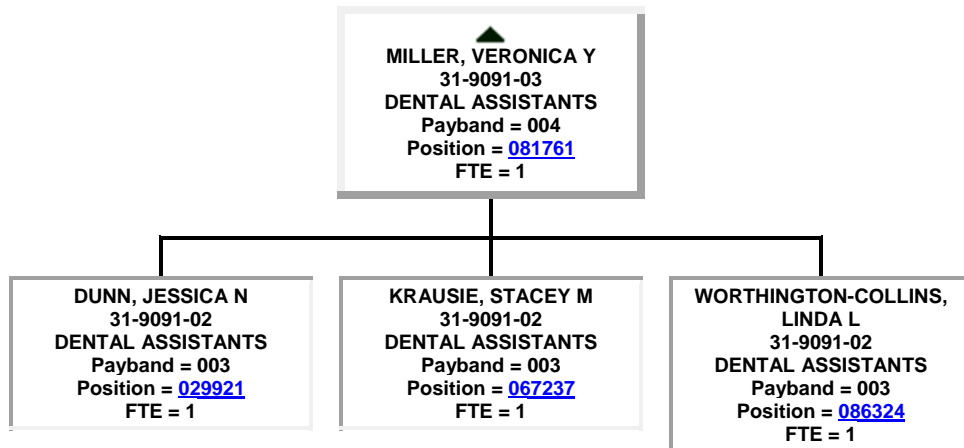 MILLER, VERONICA Y
31-9091-03
DENTAL ASSISTANTS
Payband = 004
Position = 081761
FTE = 1
DUNN, JESSICA N
31-9091-02
DENTAL ASSISTANTS
Payband = 003
Position = 029921
FTE = 1
KRAUSIE, STACEY M
31-9091-02
DENTAL ASSISTANTS
Payband = 003
Position = 067237
FTE = 1
WORTHINGTON-COLLINS,
LINDA L
31-9091-02
DENTAL ASSISTANTS
Payband = 003
Position = 086324
FTE = 1